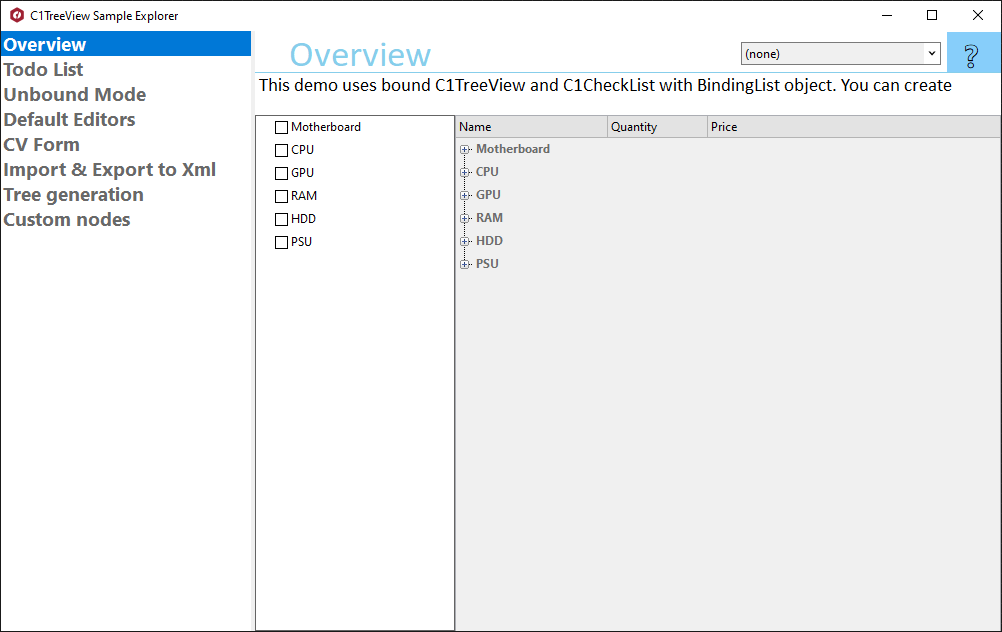 C1TreeView Sample Explorer
Overview
Todo List
Unbound Mode
Default Editors
CV Form
Import & Export to Xml
Tree generation
Custom nodes
Overview
(none)
?
This demo uses bound C1TreeView and C1CheckList with BindingList object. You can create
Motherboard
CPU
GPU
RAM
HDD
PSU
Name Quantity Price
Motherboard
CPU
GPU
RAM
HDD
PSU